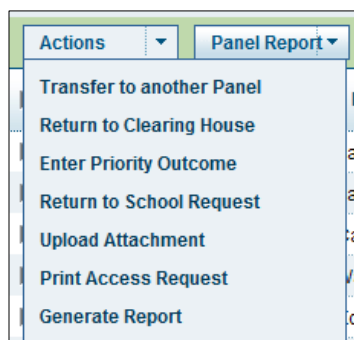 Actions Panel Report
Transfer to another Panel
Return to Clearing House
Enter Priority Outcome
Return to School Request
Upload Attachment
Print Access Request
Generate Report